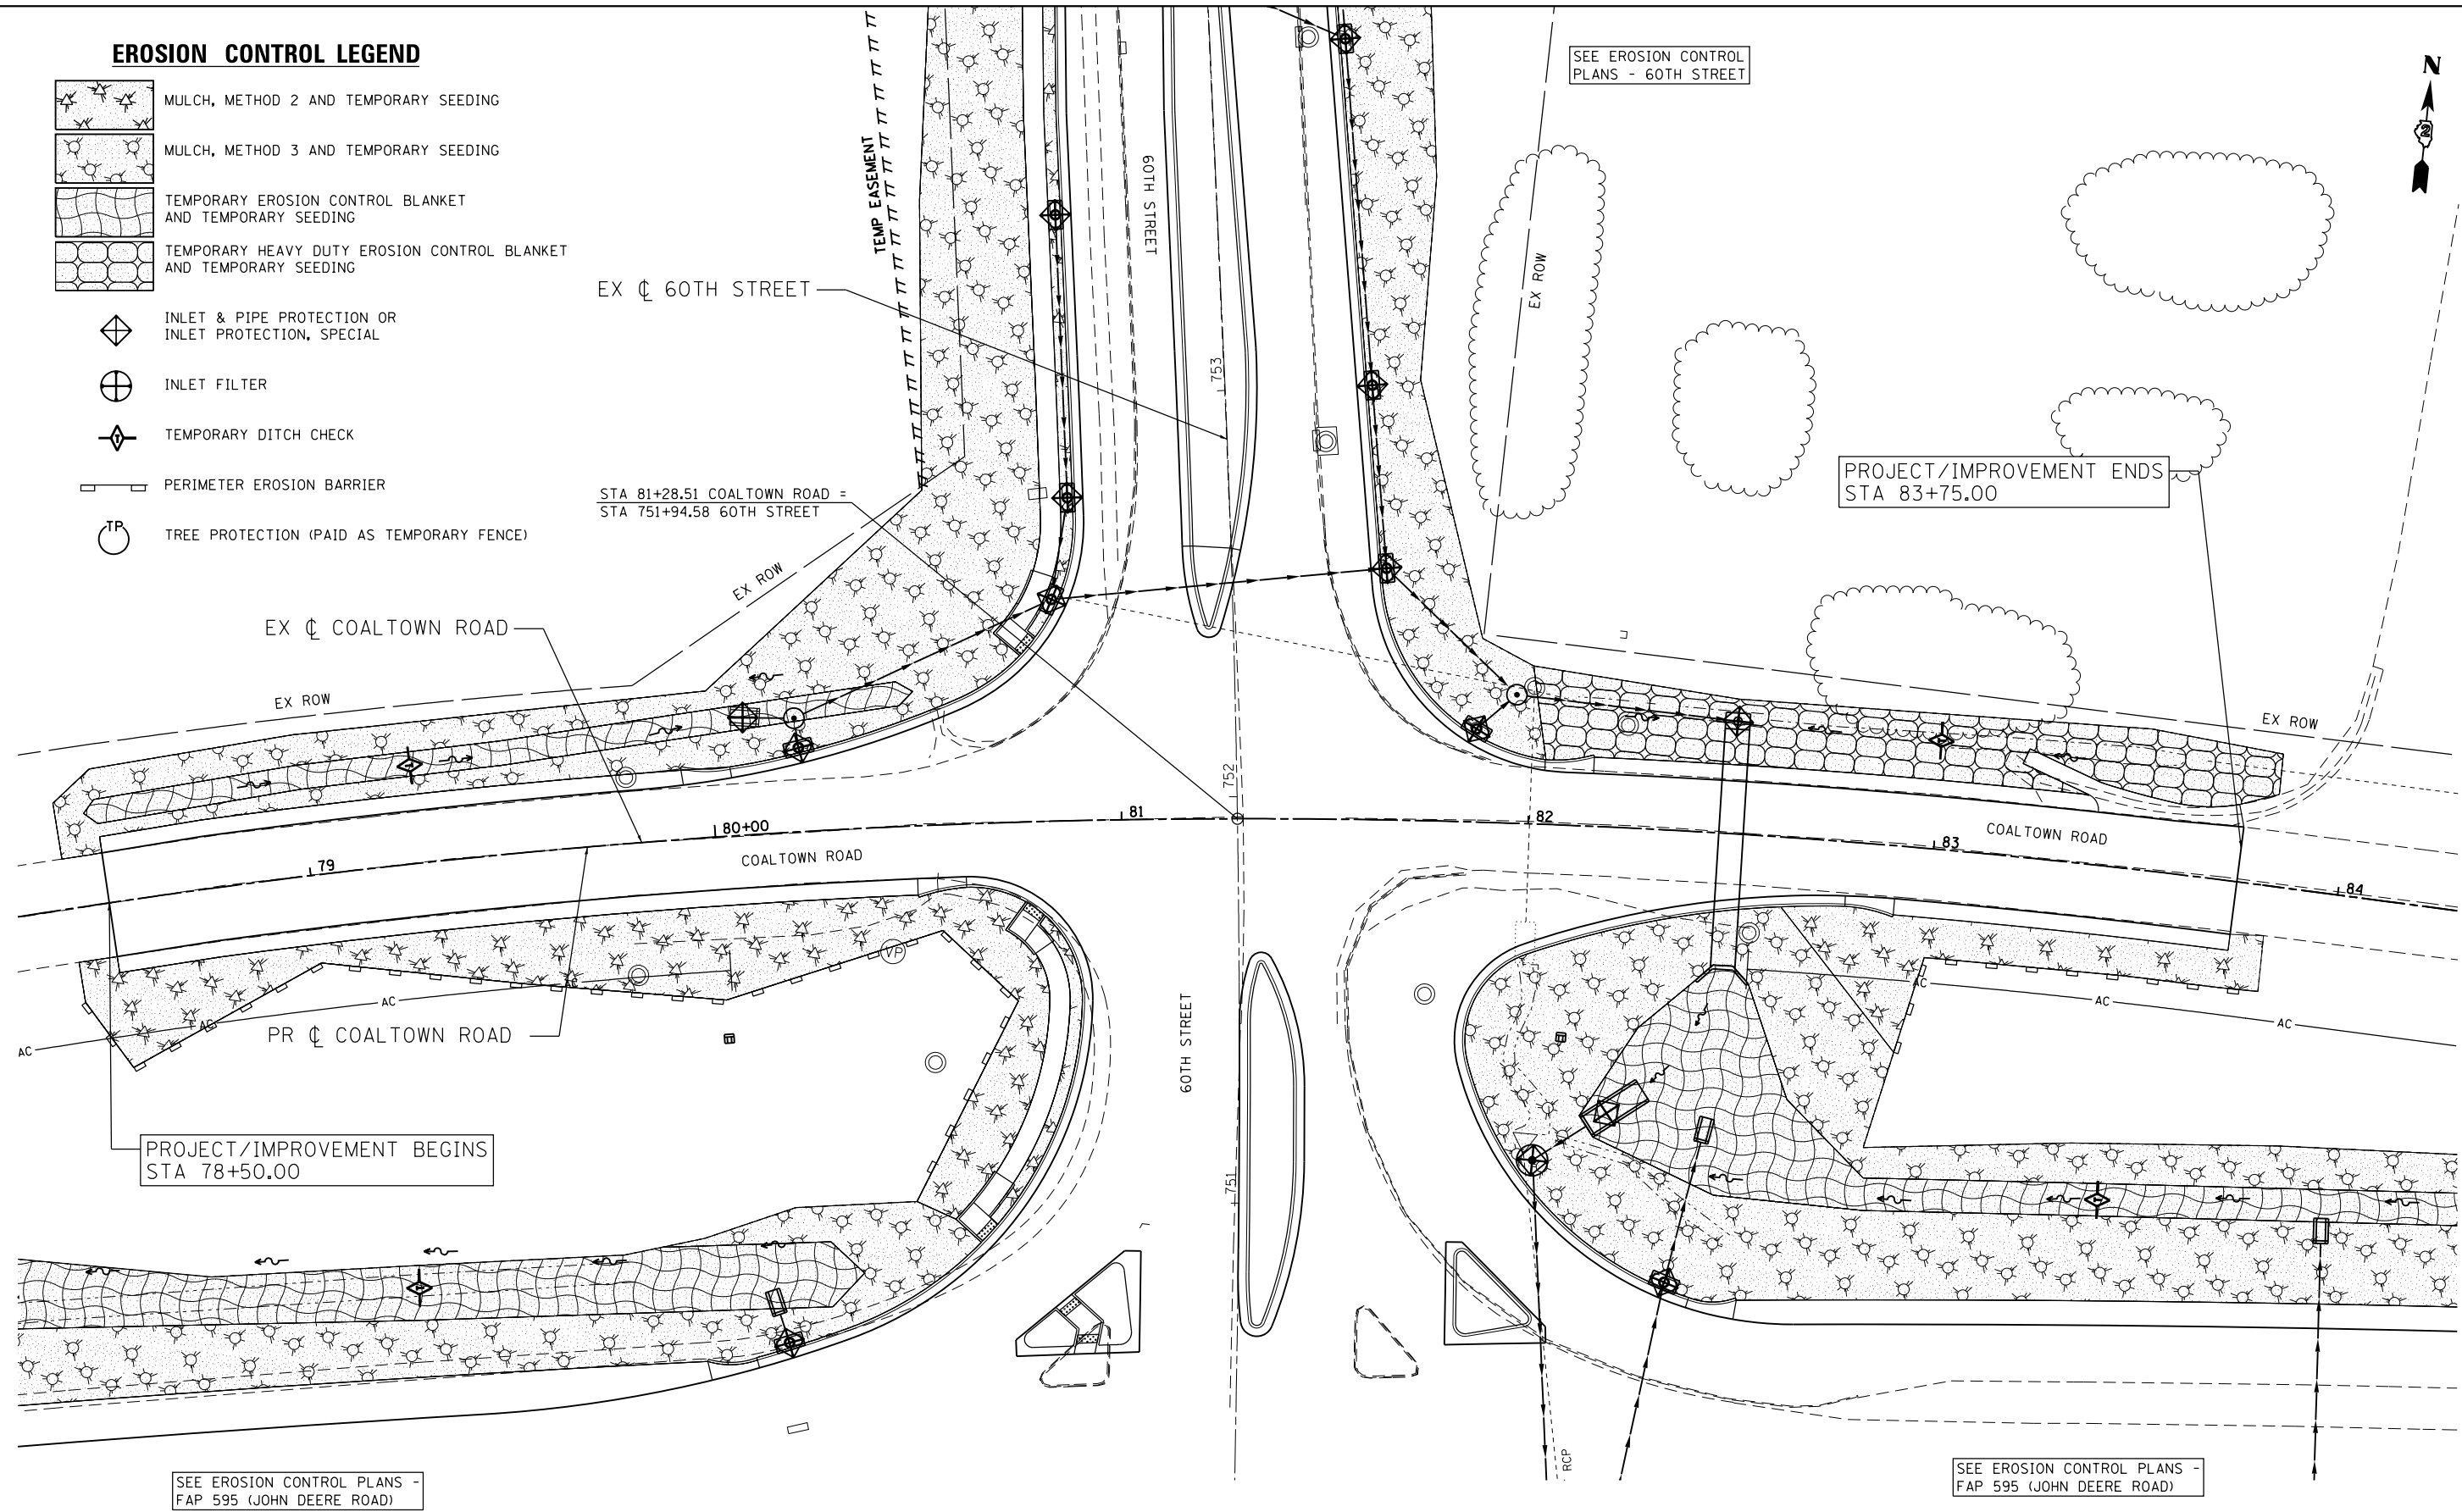 EROSION CONTROL LEGEND
MULCH, METHOD 2 AND TEMPORARY SEEDING
MULCH, METHOD 3 AND TEMPORARY SEEDING
TEMPORARY EROSION CONTROL BLANKET
AND TEMPORARY SEEDING
TEMPORARY HEAVY DUTY EROSION CONTROL BLANKET
AND TEMPORARY SEEDING
INLET & PIPE PROTECTION OR
INLET PROTECTION, SPECIAL
INLET FILTER
T
TEMPORARY DITCH CHECK
PERIMETER EROSION BARRIER
TP
TREE PROTECTION (PAID AS TEMPORARY FENCE)
SEE EROSION CONTROL
PLANS - 60TH STREET
N
2
TEMP EASEMENT
60TH STREET
EX ROW
EX ℄ 60TH STREET
753
STA 81+28.51 COALTOWN ROAD =
STA 751+94.58 60TH STREET
PROJECT/IMPROVEMENT ENDS
STA 83+75.00
EX ROW
EX ℄ COALTOWN ROAD
EX ROW
EX ROW
752
79
80+00
81
82
83
84
COALTOWN ROAD
COALTOWN ROAD
VP
AC
AC
AC
AC
AC
AC
PR ℄ COALTOWN ROAD
60TH STREET
751
PROJECT/IMPROVEMENT BEGINS
STA 78+50.00
RCP
SEE EROSION CONTROL PLANS -
FAP 595 (JOHN DEERE ROAD)
SEE EROSION CONTROL PLANS -
FAP 595 (JOHN DEERE ROAD)